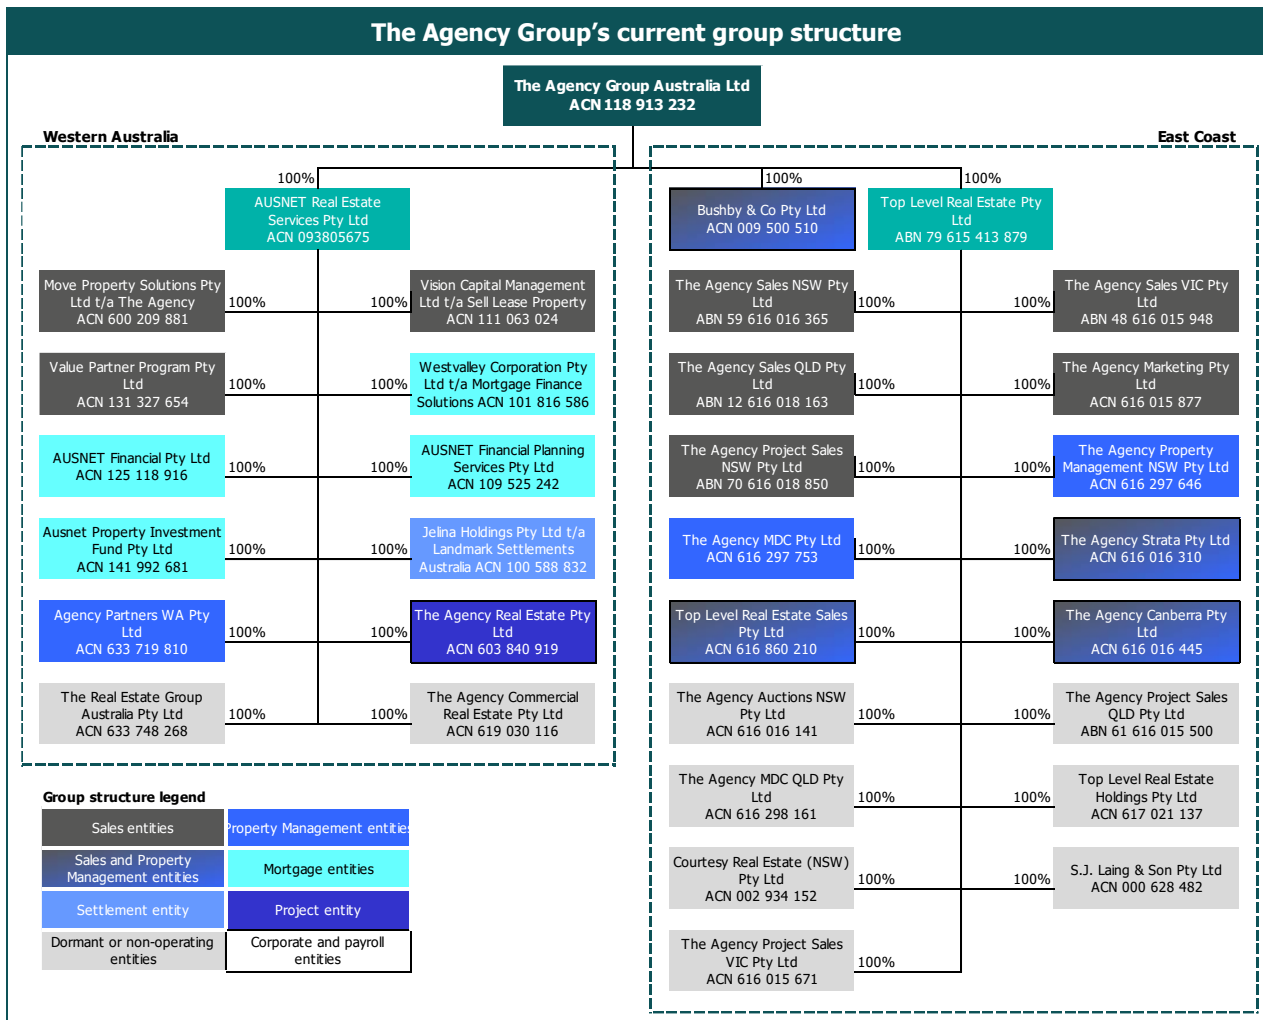 The Agency Group’s current group structure
The Agency Group Australia Ltd
ACN 118 913 232
Western Australia
East Coast
100%
100%
100%
AUSNET Real Estate
Services Pty Ltd
ACN 093805675
Bushby & Co Pty Ltd
ACN 009 500 510
Top Level Real Estate Pty
Ltd
ABN 79 615 413 879
Move Property Solutions Pty
Ltd t/a The Agency
ACN 600 209 881
100%
100%
Vision Capital Management
Ltd t/a Sell Lease Property
ACN 111 063 024
Value Partner Program Pty
Ltd
ACN 131 327 654
100%
100%
Westvalley Corporation Pty
Ltd t/a Mortgage Finance
Solutions ACN 101 816 586
AUSNET Financial Pty Ltd
ACN 125 118 916
100%
100%
AUSNET Financial Planning
Services Pty Ltd
ACN 109 525 242
Ausnet Property Investment
Fund Pty Ltd
ACN 141 992 681
100%
100%
Jelina Holdings Pty Ltd t/a
Landmark Settlements
Australia ACN 100 588 832
Agency Partners WA Pty
Ltd
ACN 633 719 810
100%
100%
The Agency Real Estate Pty
Ltd
ACN 603 840 919
The Real Estate Group
Australia Pty Ltd
ACN 633 748 268
100%
100%
The Agency Commercial
Real Estate Pty Ltd
ACN 619 030 116
The Agency Sales NSW Pty
Ltd
ABN 59 616 016 365
100%
100%
The Agency Sales VIC Pty
Ltd
ABN 48 616 015 948
The Agency Sales QLD Pty
Ltd
ABN 12 616 018 163
100%
100%
The Agency Marketing Pty
Ltd
ACN 616 015 877
The Agency Project Sales
NSW Pty Ltd
ABN 70 616 018 850
100%
100%
The Agency Property
Management NSW Pty Ltd
ACN 616 297 646
The Agency MDC Pty Ltd
ACN 616 297 753
100%
100%
The Agency Strata Pty Ltd
ACN 616 016 310
Top Level Real Estate Sales
Pty Ltd
ACN 616 860 210
100%
100%
The Agency Canberra Pty
Ltd
ACN 616 016 445
The Agency Auctions NSW
Pty Ltd
ACN 616 016 141
100%
100%
The Agency Project Sales
QLD Pty Ltd
ABN 61 616 015 500
The Agency MDC QLD Pty
Ltd
ACN 616 298 161
100%
100%
Top Level Real Estate
Holdings Pty Ltd
ACN 617 021 137
Courtesy Real Estate (NSW)
Pty Ltd
ACN 002 934 152
100%
100%
S.J. Laing & Son Pty Ltd
ACN 000 628 482
The Agency Project Sales
VIC Pty Ltd
ACN 616 015 671
100%
Group structure legend
Sales entities
Property Management entities
Sales and Property
Management entities
Mortgage entities
Settlement entity
Project entity
Dormant or non-operating
entities
Corporate and payroll
entities